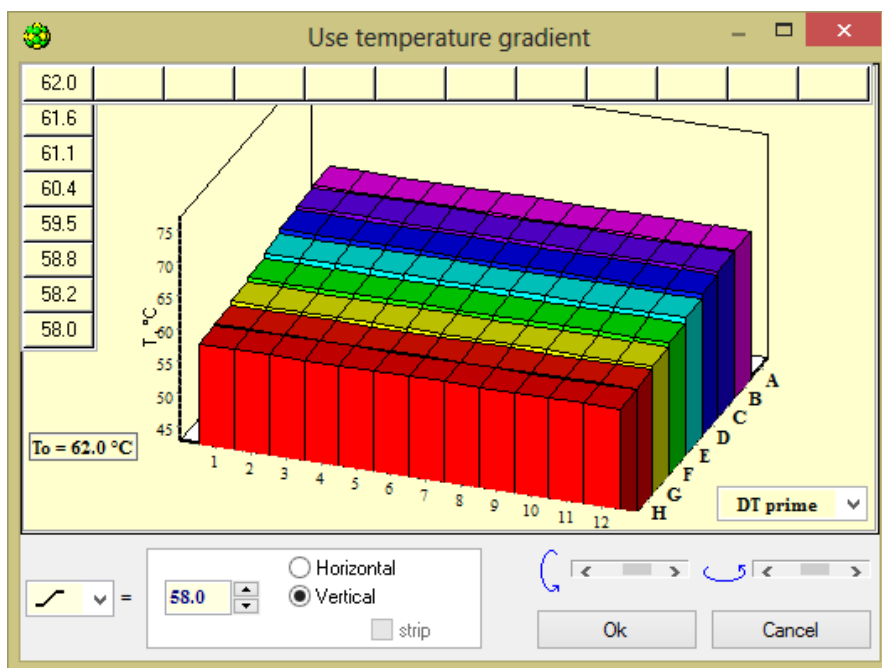 Use temperature gradient
62.0
61.6
61.1
60.4
59.5
58.8
58.2
58.0
75
70
65
60
55
50
45
T, °C
To = 62.0 °C
1 2 3 4 5 6 7 8 9 10 11 12
A
B
C
D
E
F
G
H
DT prime
= 58.0
Horizontal
Vertical
strip
Ok
Cancel